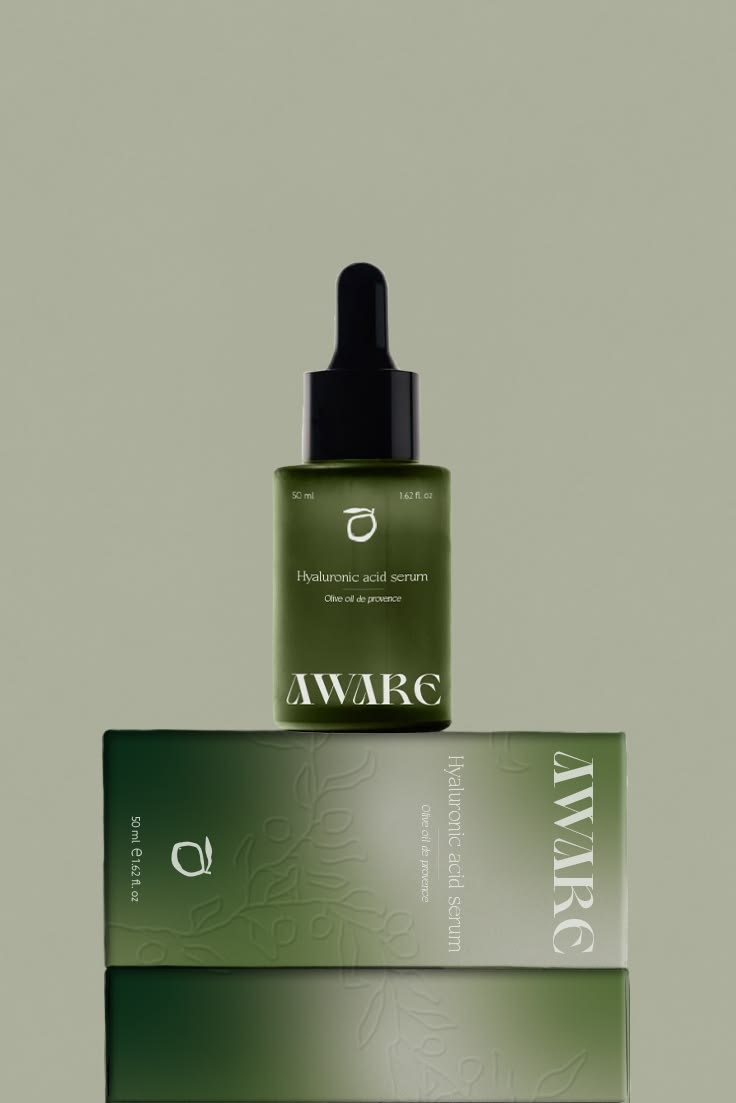 50 ml
1.62 fl. oz
Hyaluronic acid serum
Olive oil de provence
AWARE
AWARE
Hyaluronic acid serum
Olive oil de provence
50 ml e 1.62 fl. oz